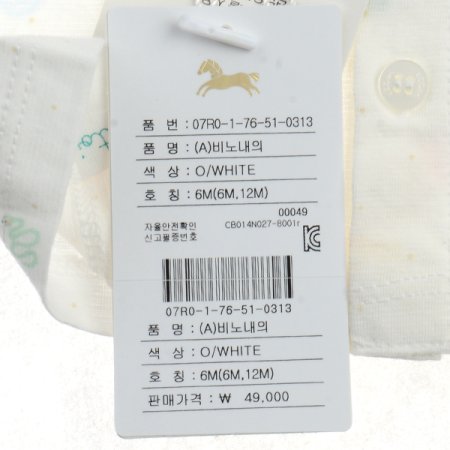 품 번 : 07R0-1-76-51-0313
품 명 : (A)비노내의
색 상 : O/WHITE
호 칭 : 6M(6M,12M)
00049
자율안전확인 CB014N027-8001r
신고필증번호
07R0-1-76-51-0313
품 명 : (A)비노내의
색 상 : O/WHITE
호 칭 : 6M(6M,12M)
판매가격 : ₩ 49,000